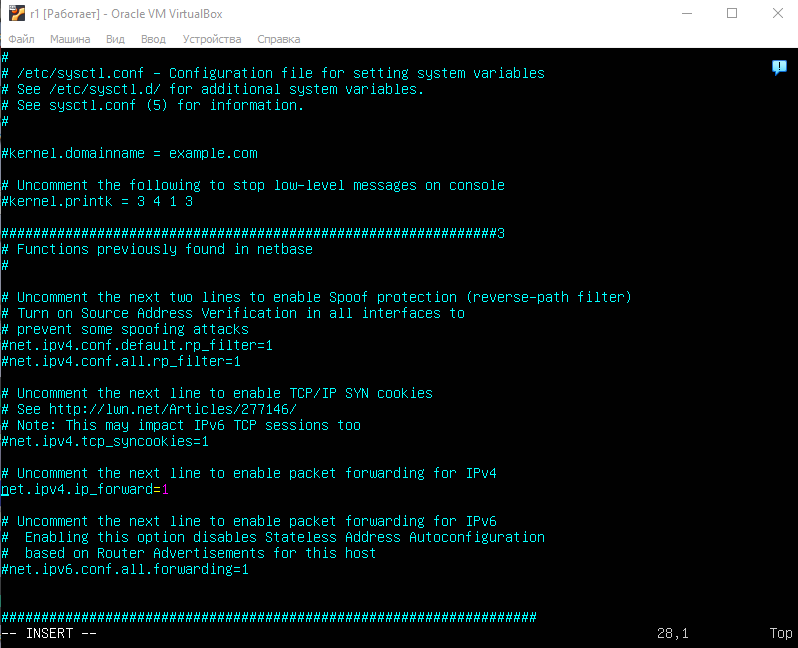 r1 [Работает] - Oracle VM VirtualBox
Файл Машина Вид Ввод Устройства Справка
#
# /etc/sysctl.conf - Configuration file for setting system variables
# See /etc/sysctl.d/ for additional system variables.
# See sysctl.conf (5) for information.
#
#kernel.domainname = example.com
# Uncomment the following to stop low-level messages on console
#kernel.printk = 3 4 1 3
##############################################################3
# Functions previously found in netbase
#
# Uncomment the next two lines to enable Spoof protection (reverse-path filter)
# Turn on Source Address Verification in all interfaces to
# prevent some spoofing attacks
#net.ipv4.conf.default.rp_filter=1
#net.ipv4.conf.all.rp_filter=1
# Uncomment the next line to enable TCP/IP SYN cookies
# See http://lwn.net/Articles/277146/
# Note: This may impact IPv6 TCP sessions too
#net.ipv4.tcp_syncookies=1
# Uncomment the next line to enable packet forwarding for IPv4
net.ipv4.ip_forward=1
# Uncomment the next line to enable packet forwarding for IPv6
#  Enabling this option disables Stateless Address Autoconfiguration
#  based on Router Advertisements for this host
#net.ipv6.conf.all.forwarding=1
###################################################################
-- INSERT -- 28,1 Top